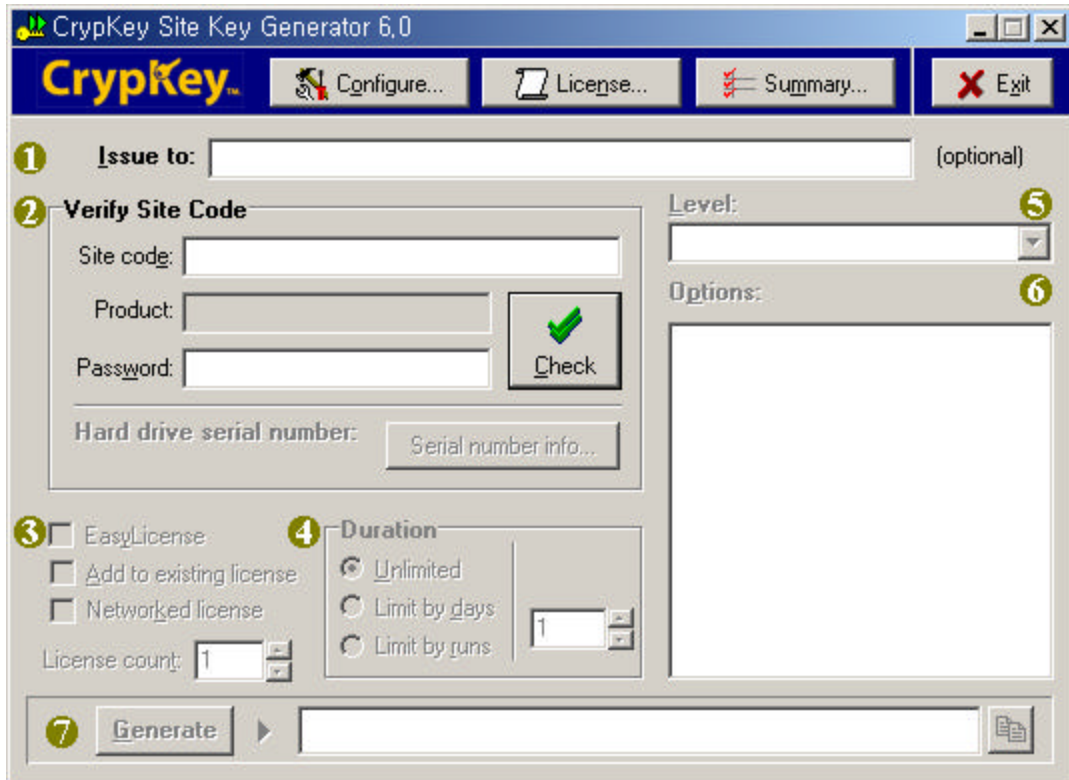 CrypKey Site Key Generator 6,0
CrypKey™ Configure... License... Summary... Exit
1 Issue to: (optional)
2 Verify Site Code
Site code:
Product:
Password:
Check
Hard drive serial number: Serial number info...
Level: 5
Options: 6
3 EasyLicense
Add to existing license
Networked license
License count: 1
4 Duration
Unlimited
Limit by days
Limit by runs
1
7 Generate